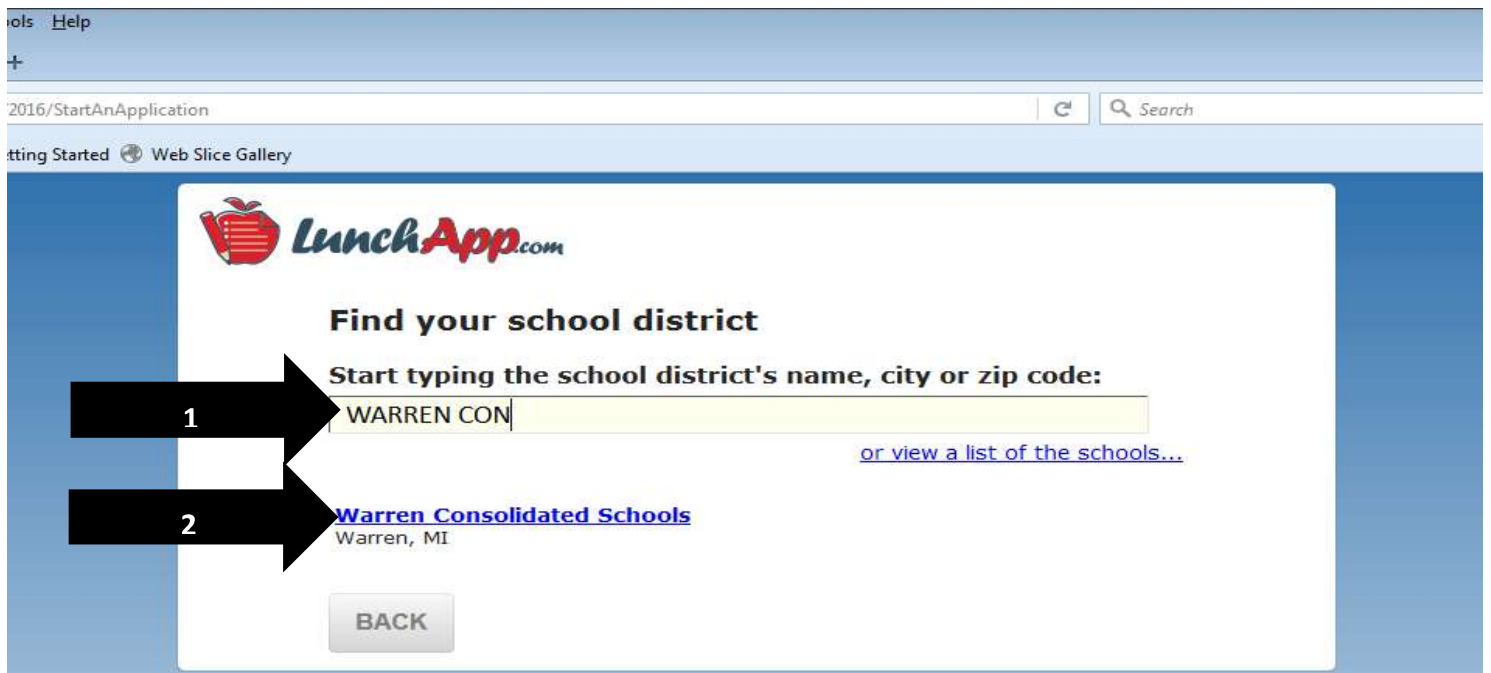 ols Help
+
/2016/StartAnApplication
Search
tting Started Web Slice Gallery
LunchApp.com
Find your school district
Start typing the school district's name, city or zip code:
1 WARREN CON
or view a list of the schools...
2 Warren Consolidated Schools
Warren, MI
BACK